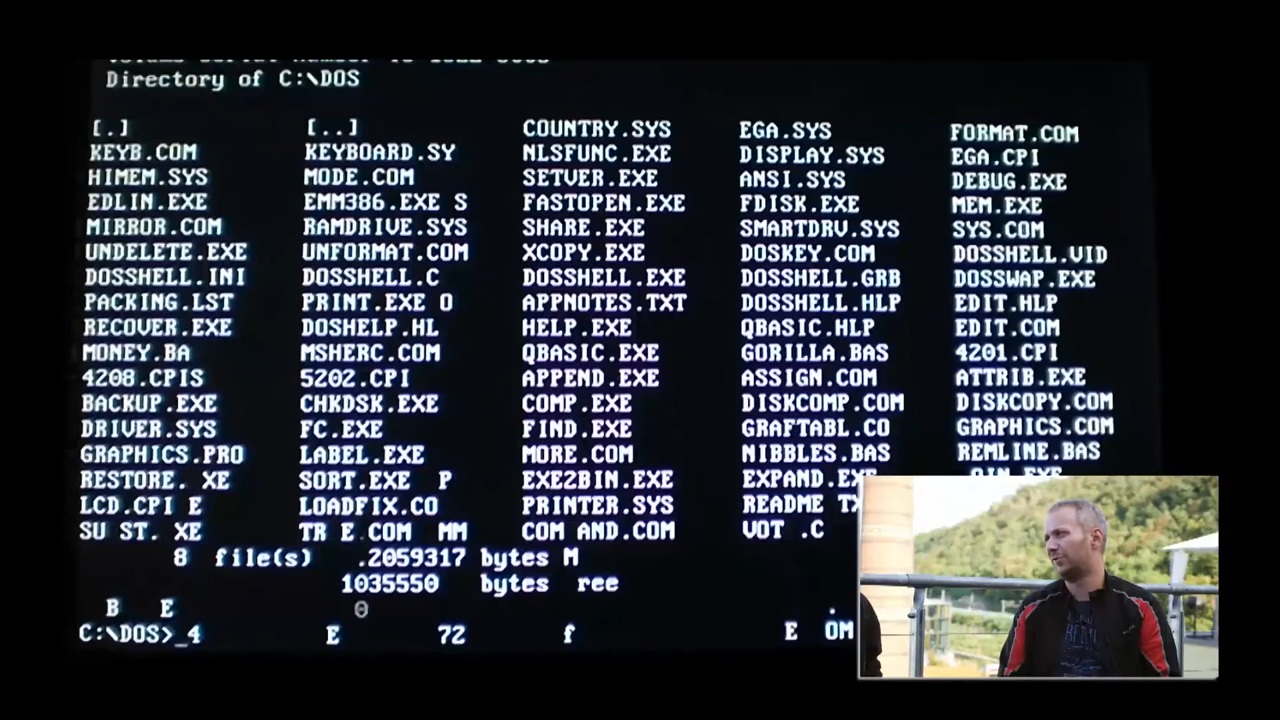 Directory of C:\DOS
[.] [..] COUNTRY.SYS EGA.SYS FORMAT.COM
KEYB.COM KEYBOARD.SY NLSFUNC.EXE DISPLAY.SYS EGA.CPI
HIMEM.SYS MODE.COM SETVER.EXE ANSI.SYS DEBUG.EXE
EDLIN.EXE EMM386.EXE S FASTOPEN.EXE FDISK.EXE MEM.EXE
MIRROR.COM RAMDRIVE.SYS SHARE.EXE SMARTDRV.SYS SYS.COM
UNDELETE.EXE UNFORMAT.COM XCOPY.EXE DOSKEY.COM DOSSHELL.VID
DOSSHELL.INI DOSSHELL.C DOSSHELL.EXE DOSSHELL.GRB DOSSWAP.EXE
PACKING.LST PRINT.EXE O APPNOTES.TXT DOSSHELL.HLP EDIT.HLP
RECOVER.EXE DOSHELP.HL HELP.EXE QBASIC.HLP EDIT.COM
MONEY.BA MSHERC.COM QBASIC.EXE GORILLA.BAS 4201.CPI
4208.CPIS 5202.CPI APPEND.EXE ASSIGN.COM ATTRIB.EXE
BACKUP.EXE CHKDSK.EXE COMP.EXE DISKCOMP.COM DISKCOPY.COM
DRIVER.SYS FC.EXE FIND.EXE GRAFTABL.CO GRAPHICS.COM
GRAPHICS.PRO LABEL.EXE MORE.COM NIBBLES.BAS REMLINE.BAS
RESTORE. XE SORT.EXE P EXE2BIN.EXE EXPAND.EXE
LCD.CPI E LOADFIX.CO PRINTER.SYS README TX
SU ST. XE TR E.COM MM COM AND.COM VOT .C
8 file(s) .2059317 bytes M
1035550 bytes ree
B E 0 .
C:\DOS>_4 E 72 f E OM